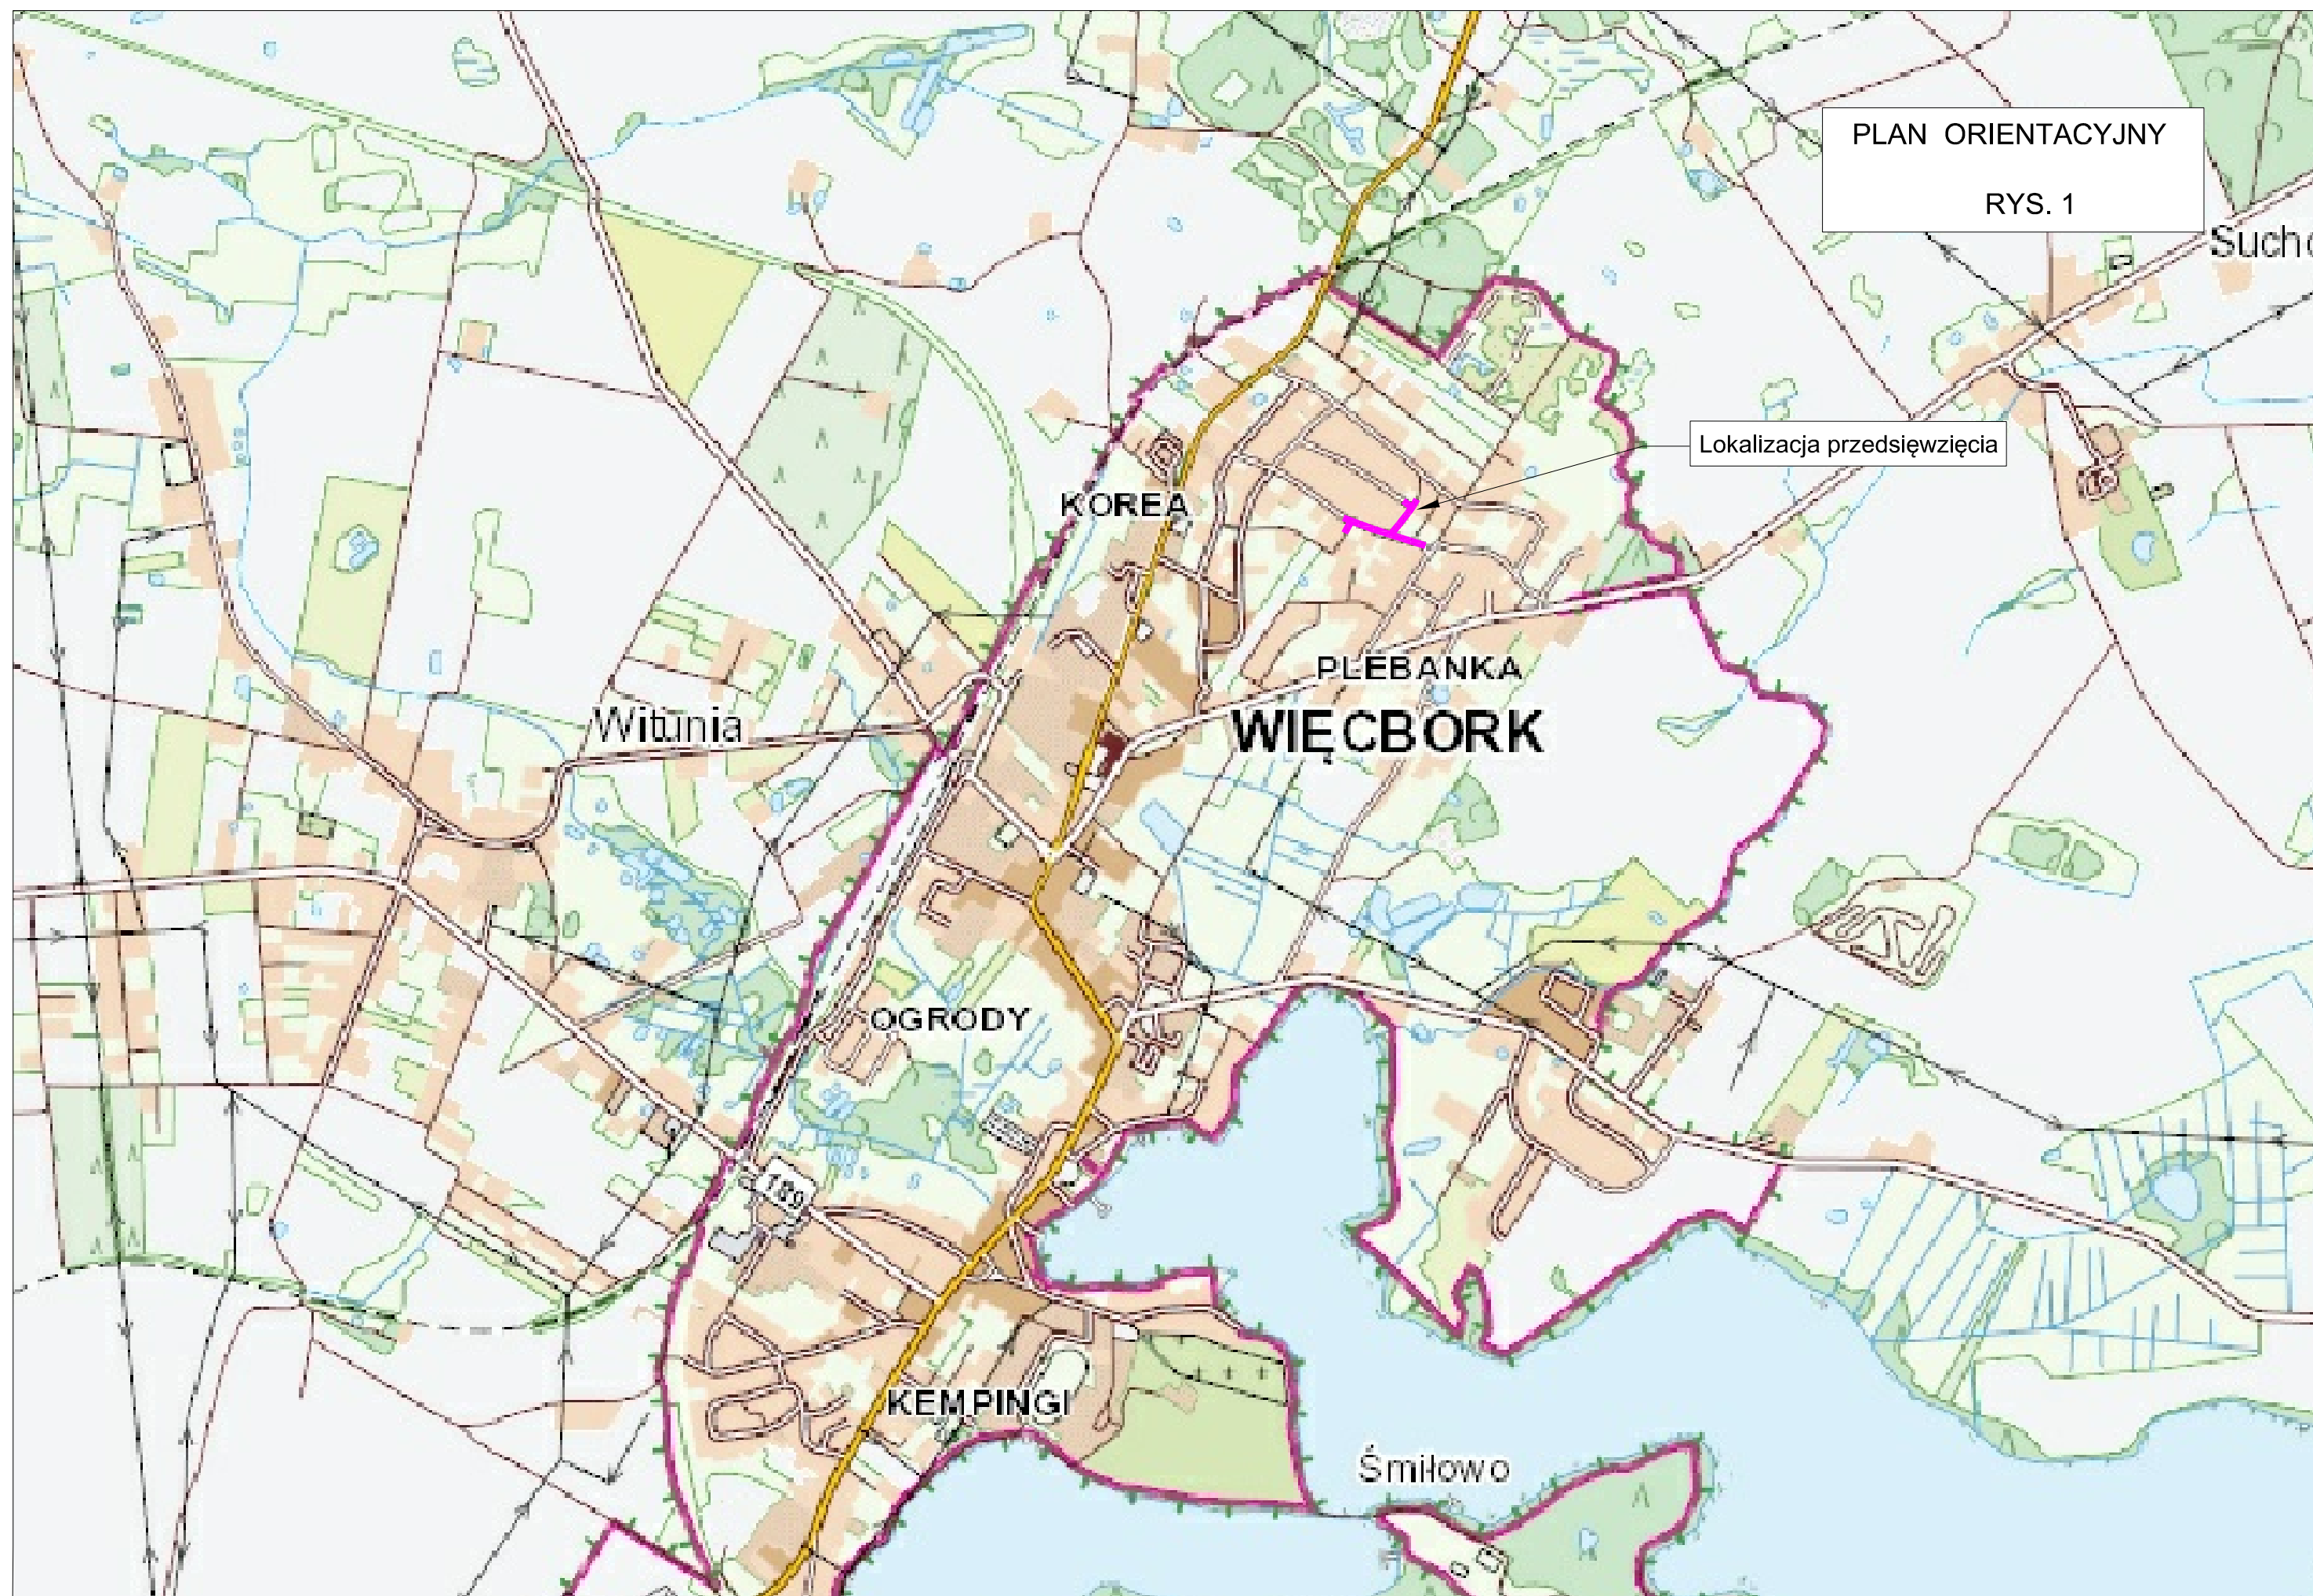 PLAN ORIENTACYJNY
RYS. 1
Lokalizacja przedsięwzięcia
KOREA
PLEBANKA
WIĘCBORK
Witunia
OGRODY
189
KEMPINGI
Śmiłowo